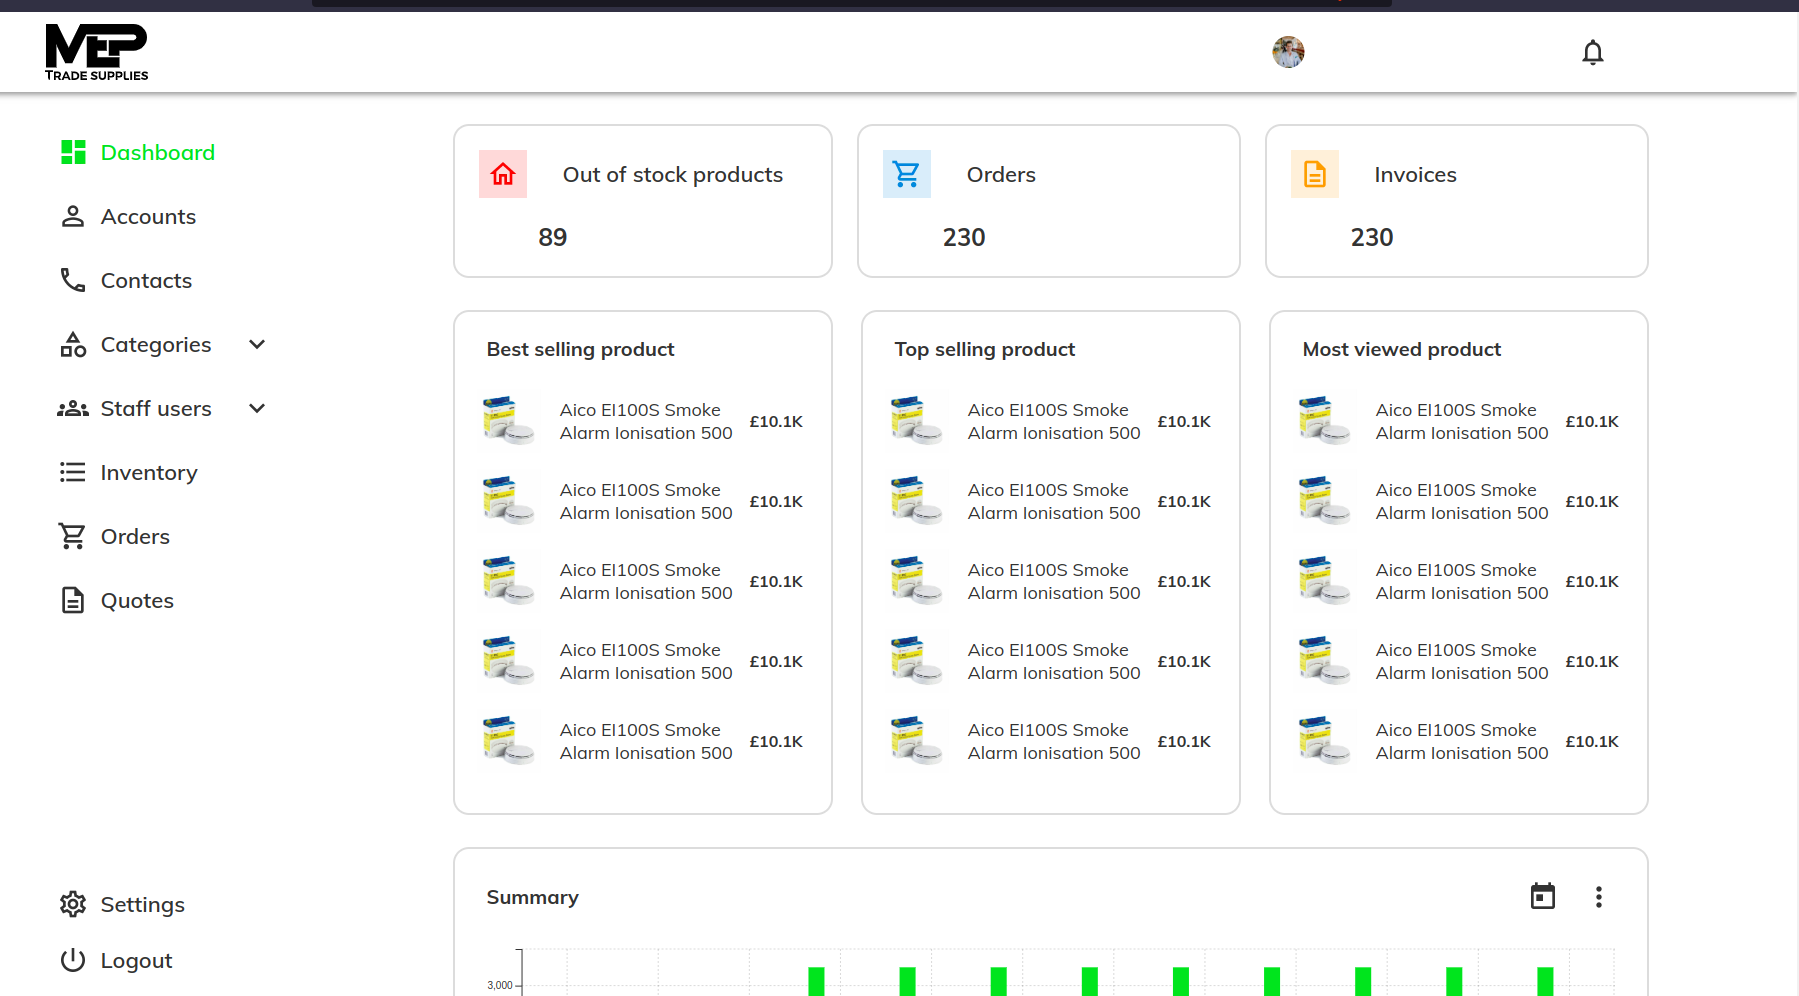 MEP
TRADE SUPPLIES
Dashboard
Accounts
Contacts
Categories
Staff users
Inventory
Orders
Quotes
Settings
Logout
Out of stock products
89
Orders
230
Invoices
230
Best selling product
Aico EI100S Smoke
Alarm Ionisation 500
£10.1K
Aico EI100S Smoke
Alarm Ionisation 500
£10.1K
Aico EI100S Smoke
Alarm Ionisation 500
£10.1K
Aico EI100S Smoke
Alarm Ionisation 500
£10.1K
Aico EI100S Smoke
Alarm Ionisation 500
£10.1K
Top selling product
Aico EI100S Smoke
Alarm Ionisation 500
£10.1K
Aico EI100S Smoke
Alarm Ionisation 500
£10.1K
Aico EI100S Smoke
Alarm Ionisation 500
£10.1K
Aico EI100S Smoke
Alarm Ionisation 500
£10.1K
Aico EI100S Smoke
Alarm Ionisation 500
£10.1K
Most viewed product
Aico EI100S Smoke
Alarm Ionisation 500
£10.1K
Aico EI100S Smoke
Alarm Ionisation 500
£10.1K
Aico EI100S Smoke
Alarm Ionisation 500
£10.1K
Aico EI100S Smoke
Alarm Ionisation 500
£10.1K
Aico EI100S Smoke
Alarm Ionisation 500
£10.1K
Summary
3,000